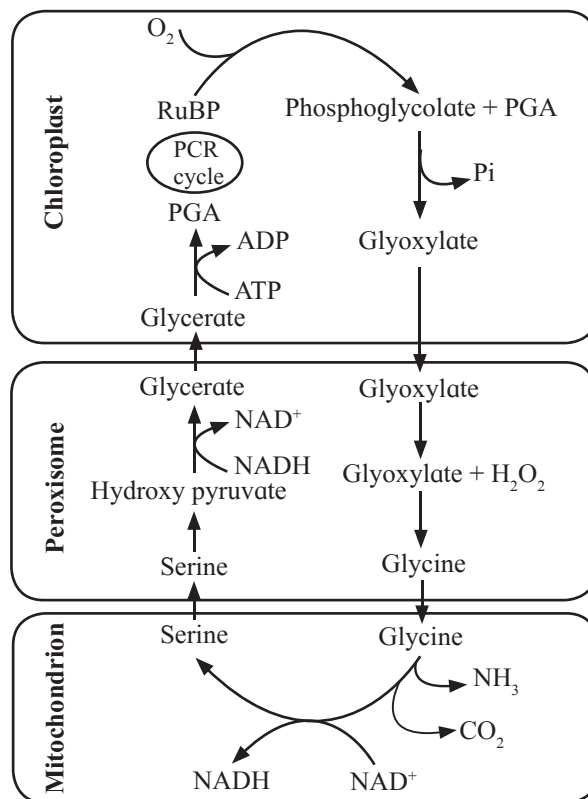 Chloroplast
O₂
RuBP
Phosphoglycolate + PGA
PCR
cycle
Pi
PGA
ADP
Glyoxylate
ATP
Glycerate
Peroxisome
Glycerate
Glyoxylate
NAD⁺
NADH
Glyoxylate + H₂O₂
Hydroxy pyruvate
Serine
Glycine
Mitochondrion
Serine
Glycine
NH₃
CO₂
NADH
NAD⁺